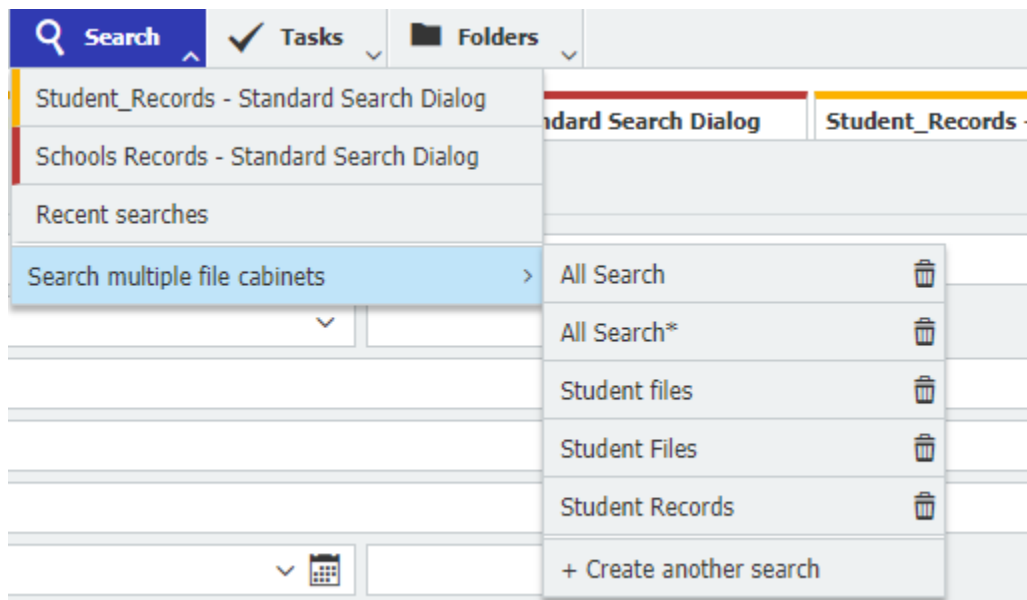 Search
Tasks
Folders
Student_Records - Standard Search Dialog
Schools Records - Standard Search Dialog
Recent searches
Search multiple file cabinets
Standard Search Dialog
Student_Records -
All Search
All Search*
Student files
Student Files
Student Records
+ Create another search